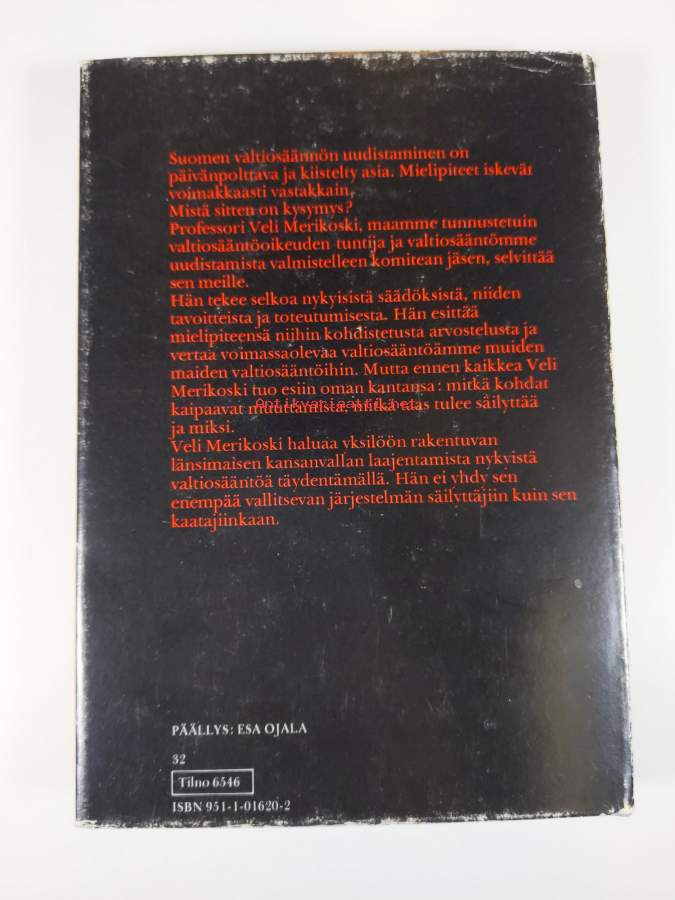 Suomen valtiosäännön uudistaminen on
päivänpolttava ja kiistelty asia. Mielipiteet iskevät
voimakkaasti vastakkain.
Mistä sitten on kysymys?
Professori Veli Merikoski, maamme tunnustetuin
valtiosääntöoikeuden tuntija ja valtiosääntömme
uudistamista valmistelleen komitean jäsen, selvittää
sen meille.
Hän tekee selkoa nykyisistä säädöksistä, niiden
tavoitteista ja toteutumisesta. Hän esittää
mielipiteensä niihin kohdistetusta arvostelusta ja
vertaa voimassaolevaa valtiosääntöämme muiden
maiden valtiosääntöihin. Mutta ennen kaikkea Veli
Merikoski tuo esiin oman kantansa: mitkä kohdat
kaipaavat muuttamista, mitkä taas tulee säilyttää
ja miksi.
Veli Merikoski haluaa yksilöön rakentuvan
länsimaisen kansanvallan laajentamista nykyistä
valtiosääntöä täydentämällä. Hän ei yhdy sen
enempää vallitsevan järjestelmän säilyttäjiin kuin sen
kaatajiinkaan.
PÄÄLLYS: ESA OJALA
32
Tilno 6546
ISBN 951-1-01620-2